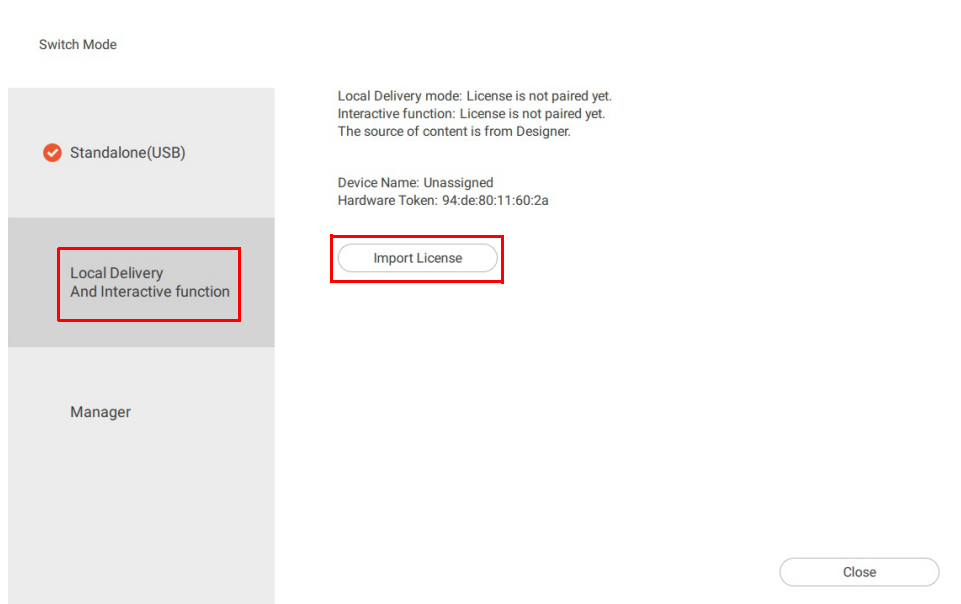 Switch Mode
Standalone(USB)
Local Delivery
And Interactive function
Manager
Local Delivery mode: License is not paired yet.
Interactive function: License is not paired yet.
The source of content is from Designer.
Device Name: Unassigned
Hardware Token: 94:de:80:11:60:2a
Import License
Close